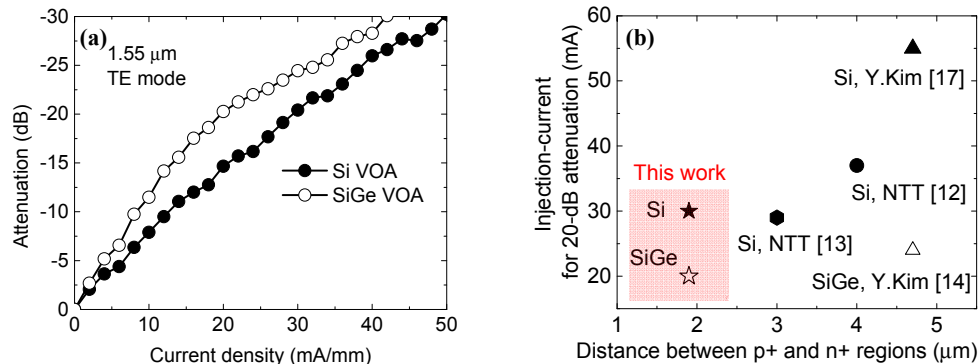 (a)
1.55 μm
TE mode
Si VOA
SiGe VOA
Attenuation (dB)
-30
-25
-20
-15
-10
-5
0
0 10 20 30 40 50
Current density (mA/mm)
(b)
Injection-current
for 20-dB attenuation (mA)
60
50
40
30
20
Si, Y.Kim [17]
This work
Si, NTT [12]
Si
Si, NTT [13]
SiGe
SiGe, Y.Kim [14]
1 2 3 4 5
Distance between p+ and n+ regions (μm)